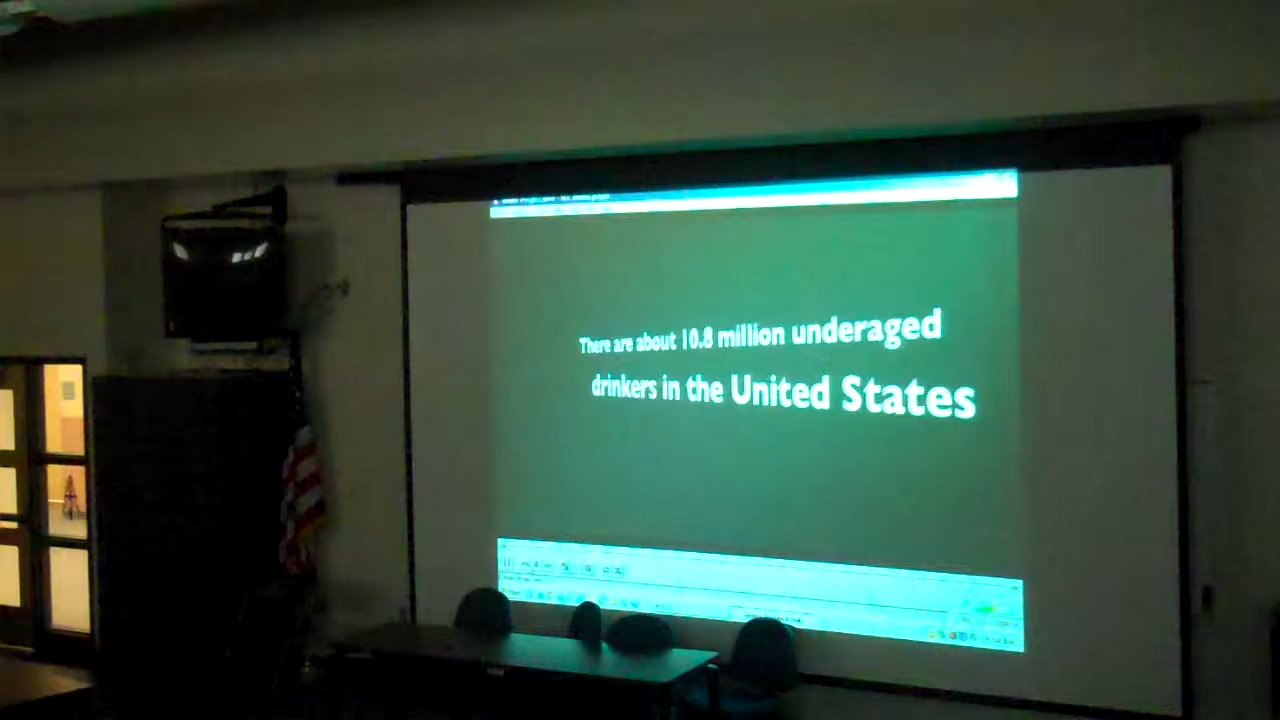 There are about 10.8 million underaged
drinkers in the United States